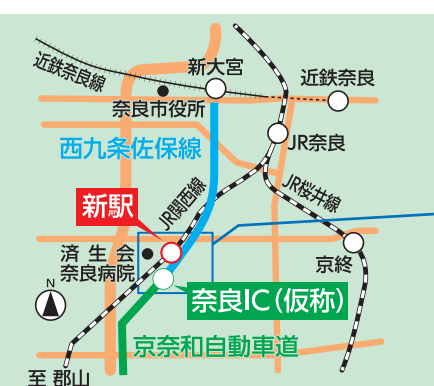 近鉄奈良線
新大宮
近鉄奈良
奈良市役所
JR奈良
西九条佐保線
JR関西線
JR桜井線
新駅
済生会
奈良病院
京終
N
奈良IC(仮称)
京奈和自動車道
至 郡山